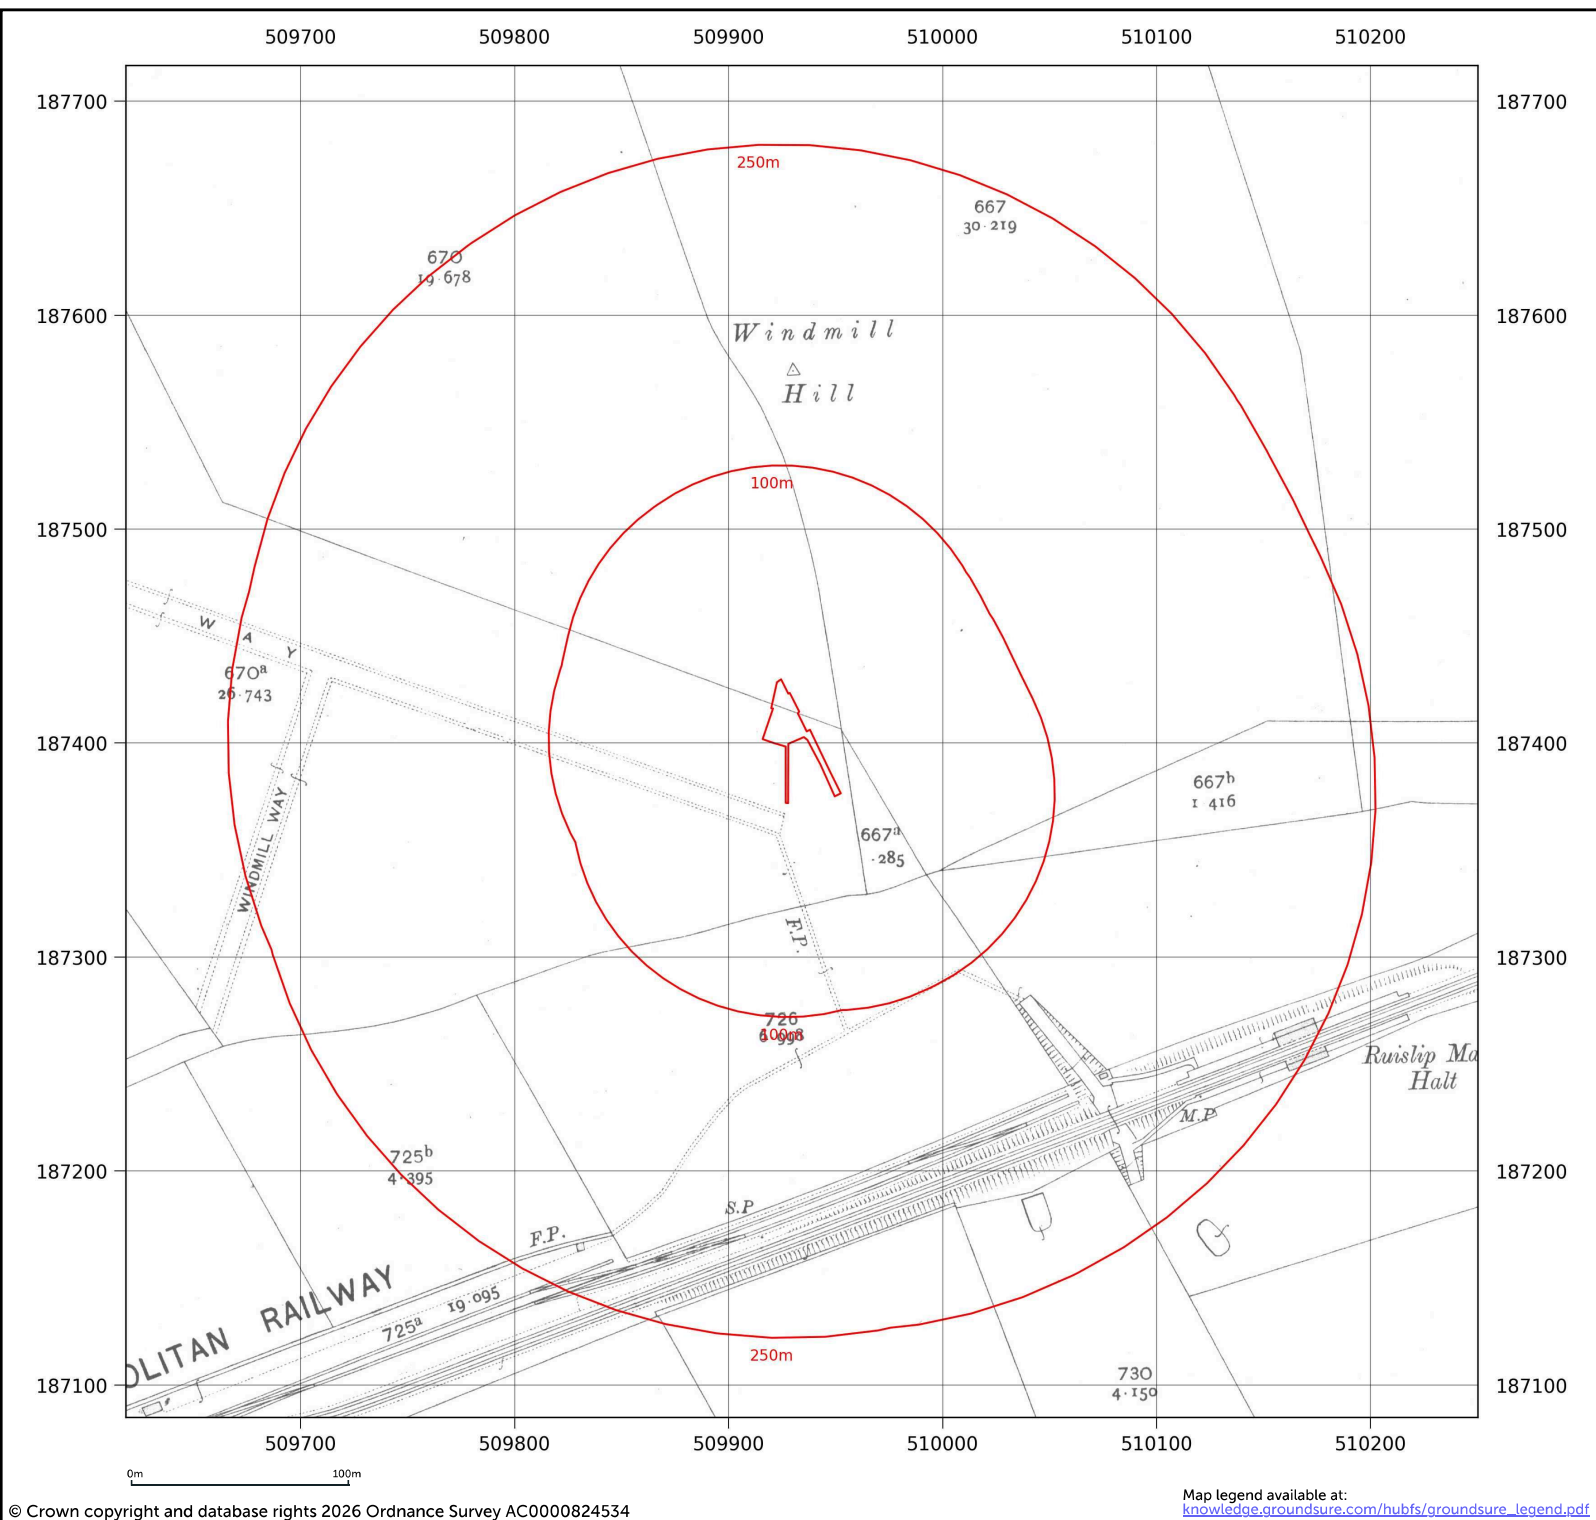 509700 509800 509900 510000 510100 510200
187700 187700
250m
667
30·219
670
19·678
187600 187600
Windmill
Hill
187500 187500
100m
WAY
670a
26·743
187400 187400
667b
1·416
WINDMILL WAY
667a
·285
F.P.
187300 187300
726
100m
Ruislip Ma
Halt
M.P
187200 187200
725b
4·395
S.P
F.P.
OLITAN RAILWAY
19·095
725a
250m
730
4·150
187100 187100
509700 509800 509900 510000 510100 510200
0m 100m
© Crown copyright and database rights 2026 Ordnance Survey AC0000824534
Map legend available at:
knowledge.groundsure.com/hubfs/groundsure_legend.pdf